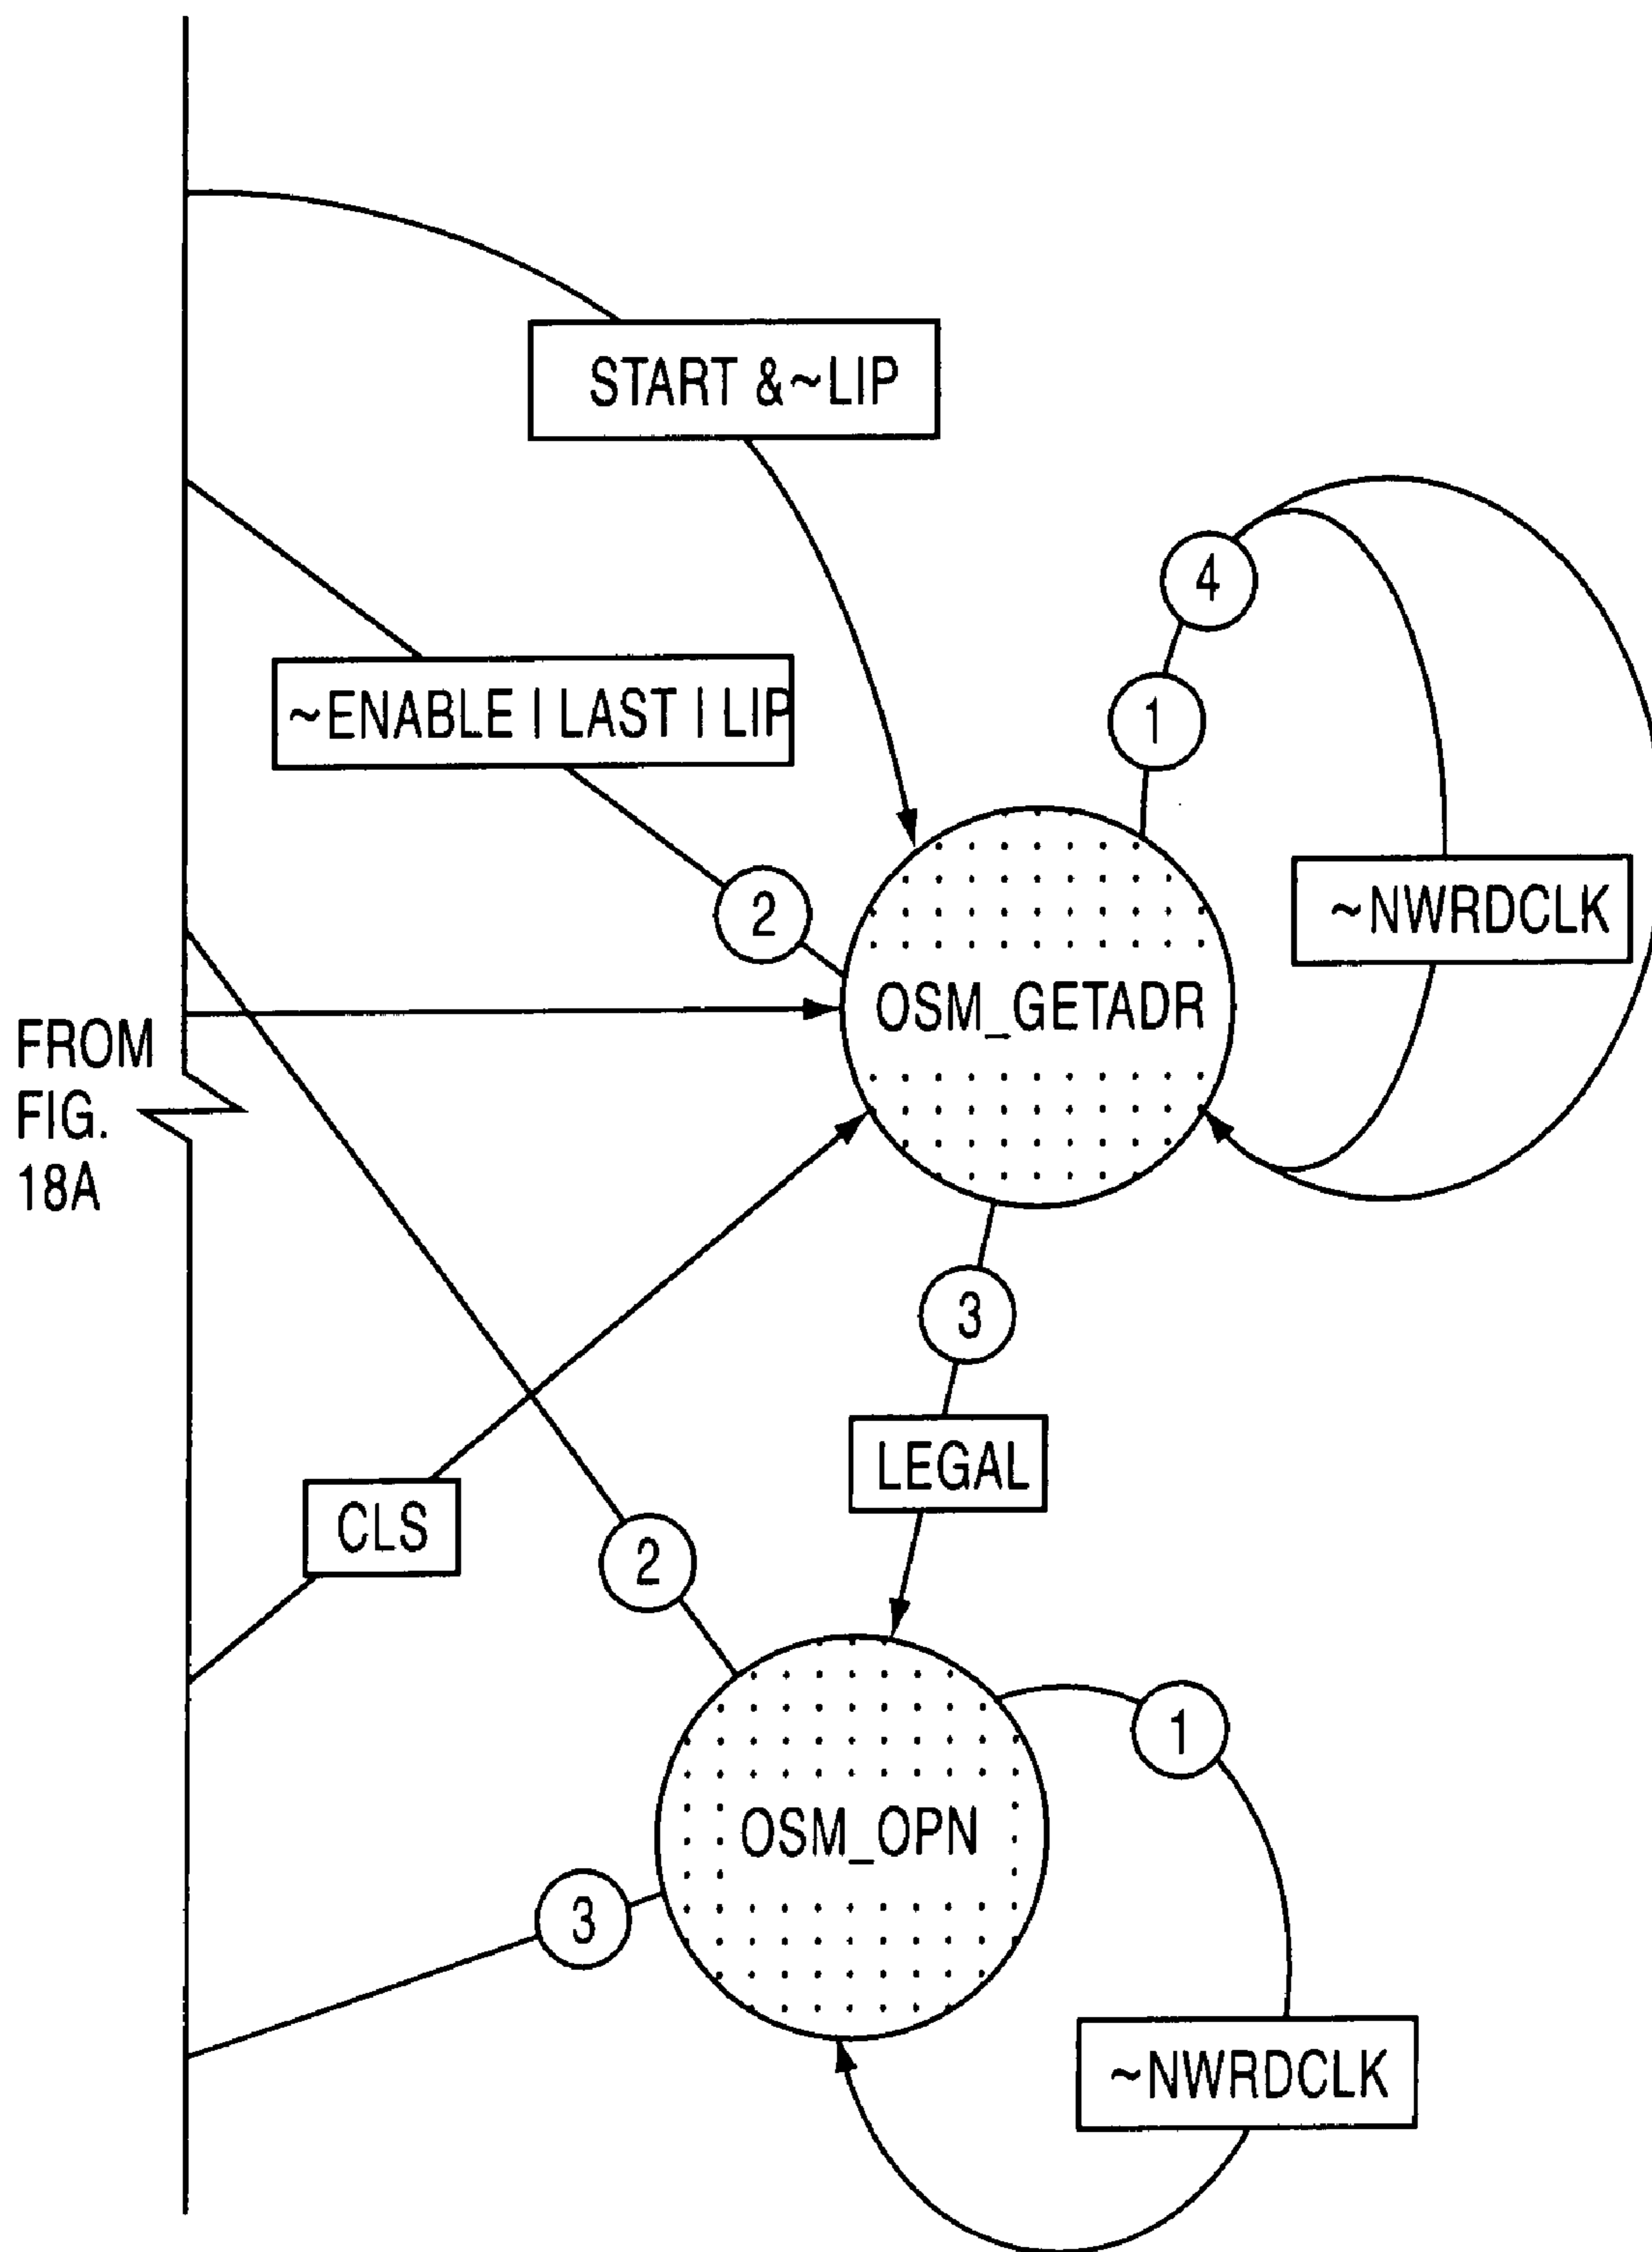 START &~LIP
4
1
~ENABLE | LAST | LIP
~NWRDCLK
2
OSM_GETADR
FROM
FIG.
18A
3
LEGAL
CLS
2
1
OSM_OPN
3
~NWRDCLK